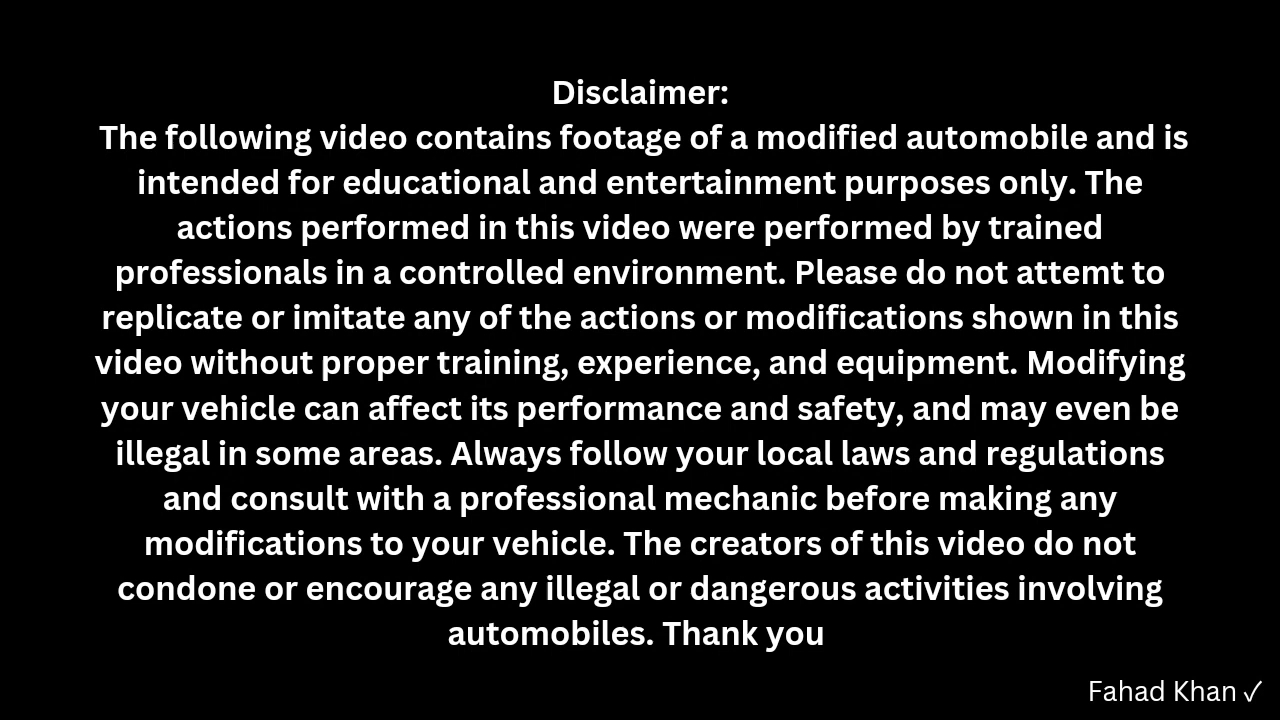 Disclaimer:
The following video contains footage of a modified automobile and is
intended for educational and entertainment purposes only. The
actions performed in this video were performed by trained
professionals in a controlled environment. Please do not attemt to
replicate or imitate any of the actions or modifications shown in this
video without proper training, experience, and equipment. Modifying
your vehicle can affect its performance and safety, and may even be
illegal in some areas. Always follow your local laws and regulations
and consult with a professional mechanic before making any
modifications to your vehicle. The creators of this video do not
condone or encourage any illegal or dangerous activities involving
automobiles. Thank you
Fahad Khan ✓